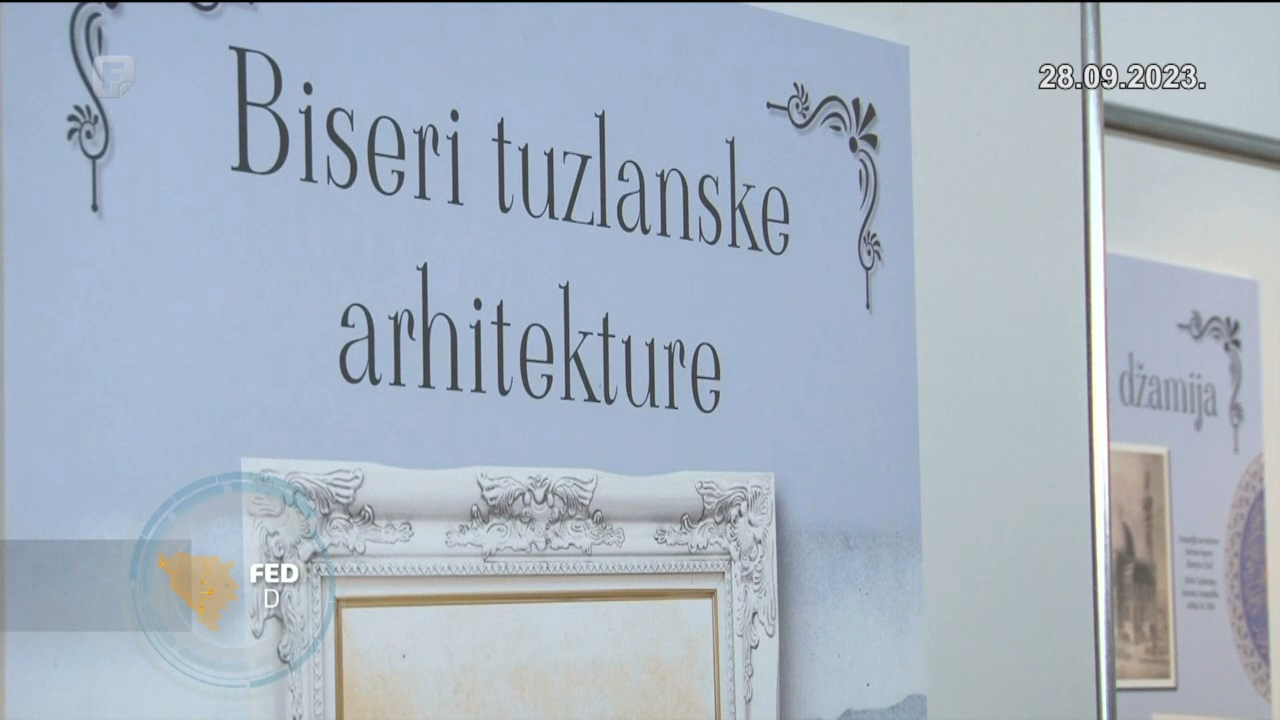 28.09.2023.
Biseri tuzlanske
arhitekture
džamija
FED
D